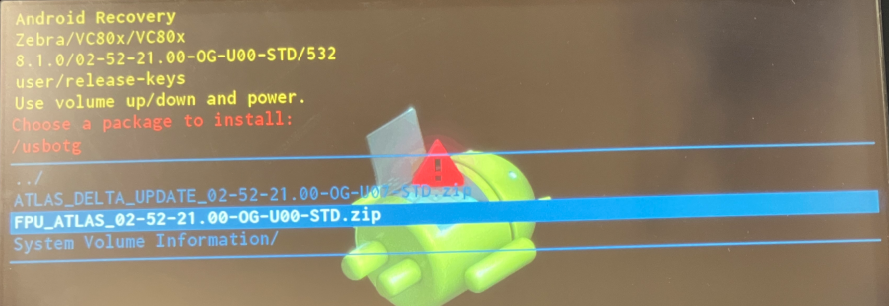 Android Recovery
Zebra/VC80x/VC80x
8.1.0/02-52-21.00-OG-U00-STD/532
user/release-keys
Use volume up/down and power.
Choose a package to install:
/usbotg
../
ATLAS_DELTA_UPDATE_02-52-21.00-OG-U02-STD.zip
FPU_ATLAS_02-52-21.00-OG-U00-STD.zip
System Volume Information/